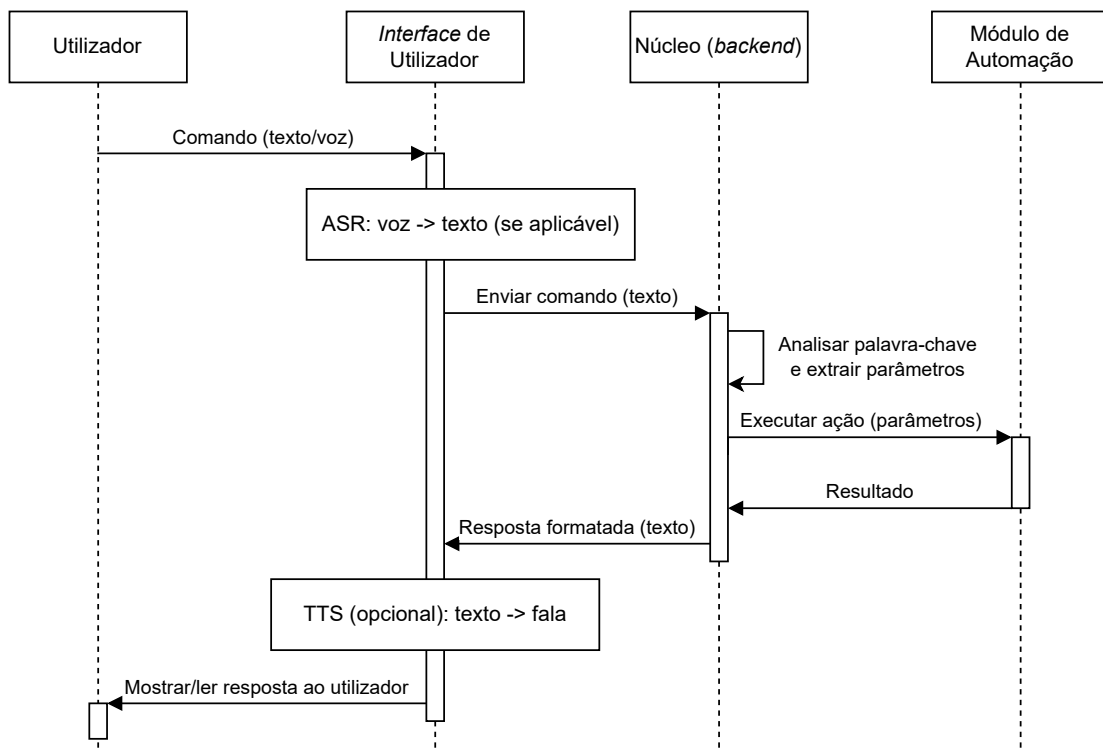 Utilizador
Interface de
Utilizador
Núcleo (backend)
Módulo de
Automação
Comando (texto/voz)
ASR: voz -> texto (se aplicável)
Enviar comando (texto)
Analisar palavra-chave
e extrair parâmetros
Executar ação (parâmetros)
Resultado
Resposta formatada (texto)
TTS (opcional): texto -> fala
Mostrar/ler resposta ao utilizador